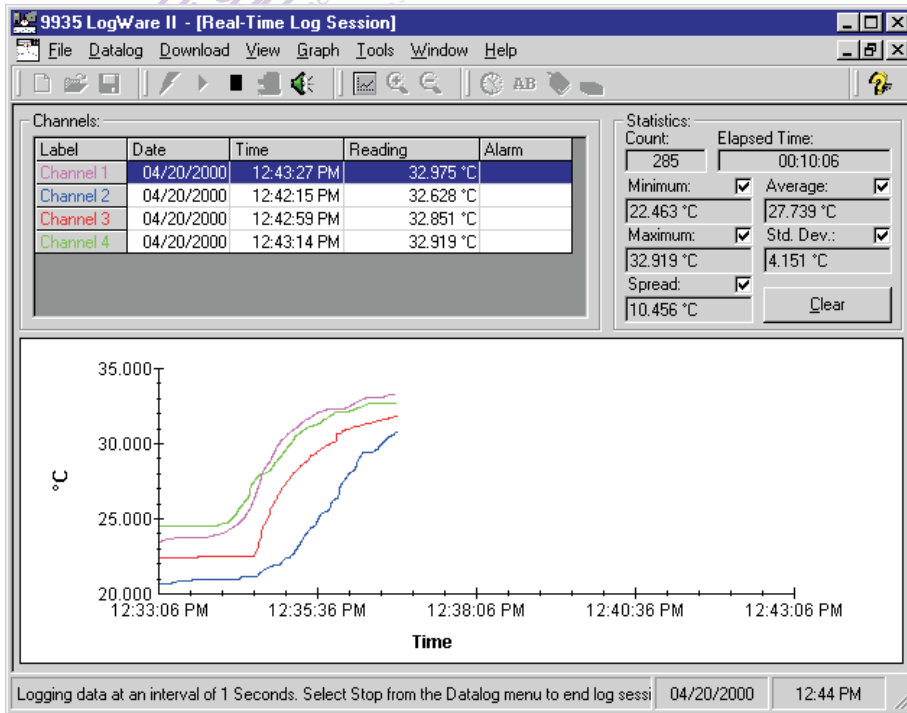 9935 LogWare II - [Real-Time Log Session]
File Datalog Download View Graph Tools Window Help
AB
Channels:
Label Date Time Reading Alarm
Channel 1 04/20/2000 12:43:27 PM 32.975 °C
Channel 2 04/20/2000 12:42:15 PM 32.628 °C
Channel 3 04/20/2000 12:42:59 PM 32.851 °C
Channel 4 04/20/2000 12:43:14 PM 32.919 °C
Statistics:
Count: Elapsed Time:
285 00:10:06
Minimum: Average:
22.463 °C 27.739 °C
Maximum: Std. Dev.:
32.919 °C 4.151 °C
Spread:
10.456 °C Clear
35.000
30.000
°C
25.000
20.000
12:33:06 PM 12:35:36 PM 12:38:06 PM 12:40:36 PM 12:43:06 PM
Time
Logging data at an interval of 1 Seconds. Select Stop from the Datalog menu to end log sessi 04/20/2000 12:44 PM